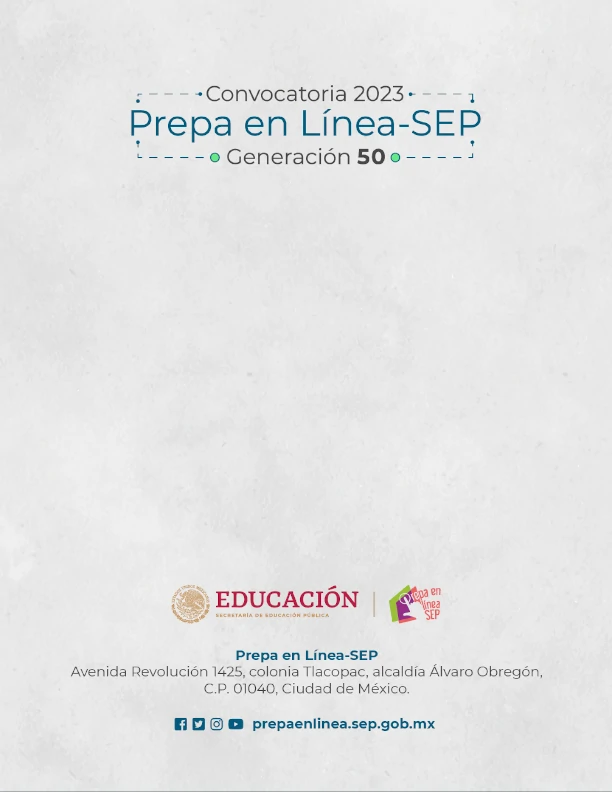 Convocatoria 2023
Prepa en Línea-SEP
Generación 50
EDUCACIÓN
SECRETARÍA DE EDUCACIÓN PÚBLICA
Prepa en
línea
SEP
Prepa en Línea-SEP
Avenida Revolución 1425, colonia Tlacopac, alcaldía Álvaro Obregón,
C.P. 01040, Ciudad de México.
prepaenlinea.sep.gob.mx